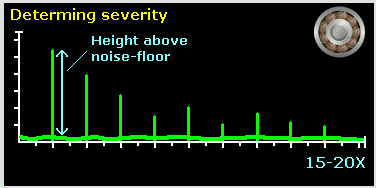 Determing severity
Height above
noise-floor
15-20X